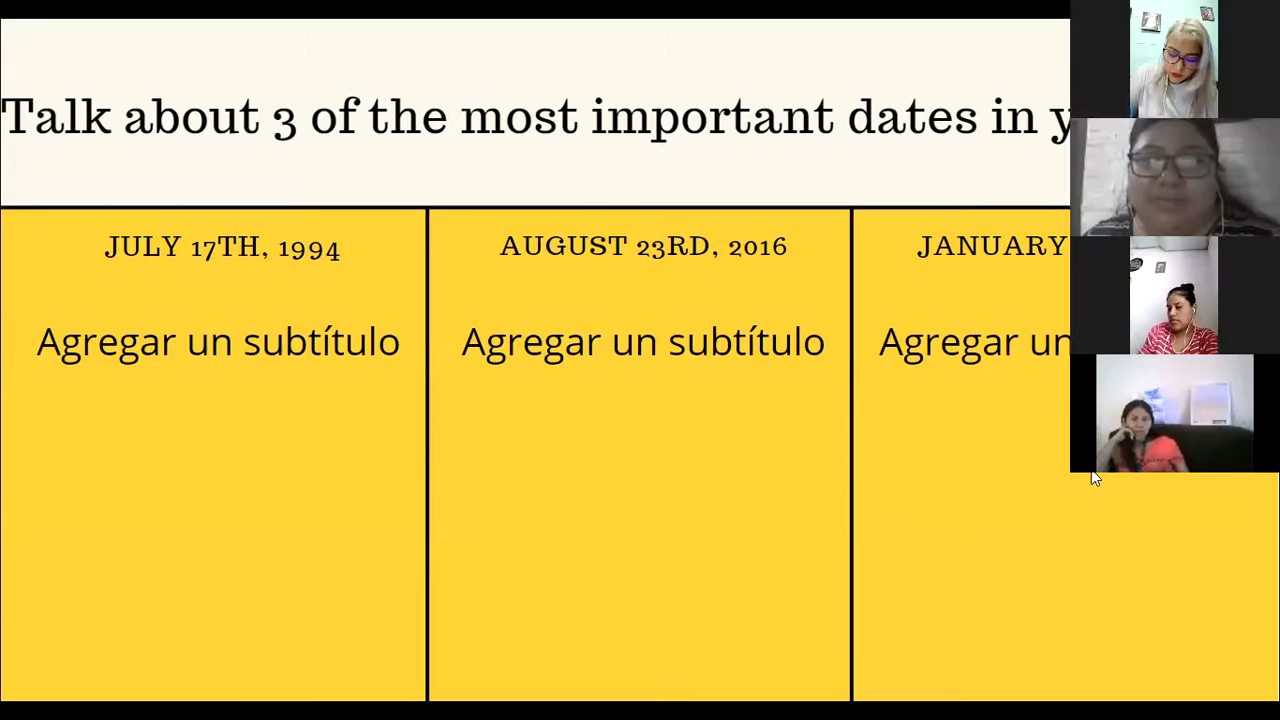 Talk about 3 of the most important dates in
JULY 17TH, 1994
AUGUST 23RD, 2016
JANUARY
Agregar un subtítulo
Agregar un subtítulo
Agregar un